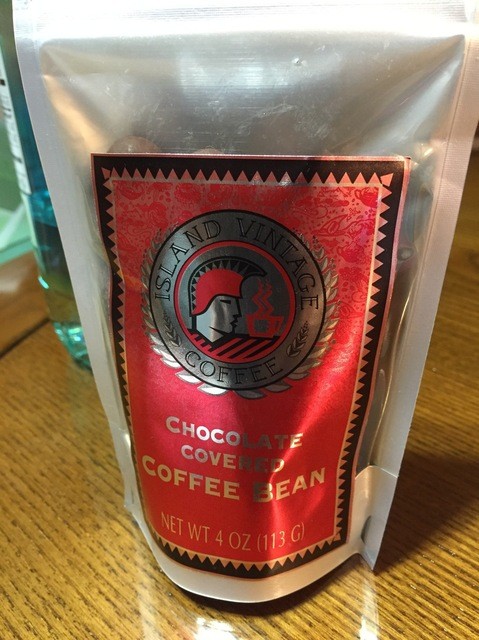 ISLAND VINTAGE
COFFEE
CHOCOLATE
COVERED
COFFEE BEAN
NET WT 4 OZ (113 G)